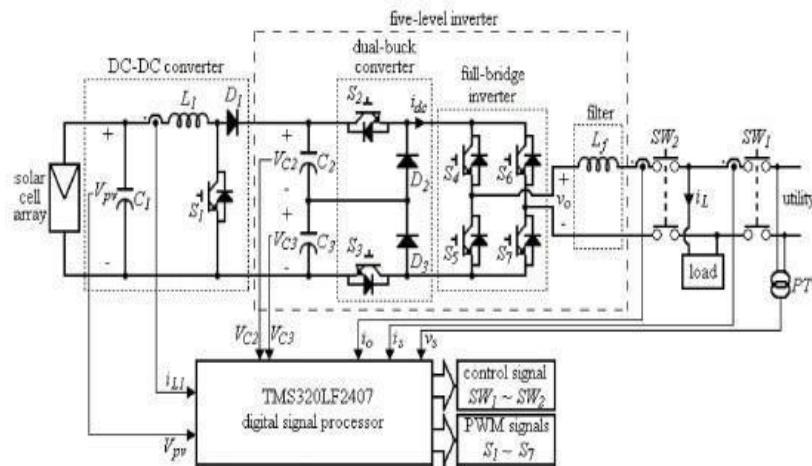 five-level inverter
dual-buck
converter
DC-DC converter
full-bridge
inverter
filter
L1 D1
S2
idc
Lf
SW2 SW1
solar
cell
array
+
Vpv
-
C1
S1
+
VC2
-
C2
D2
S4
S6
+
vo
-
iL
utility
+
VC3
-
C3
S3
D3
S5
S7
load
PT
VC2 VC3
io is vs
iL1
Vpv
TMS320LF2407
digital signal
processor
control signal
SW1 ~ SW2
PWM signals
S1 ~ S7